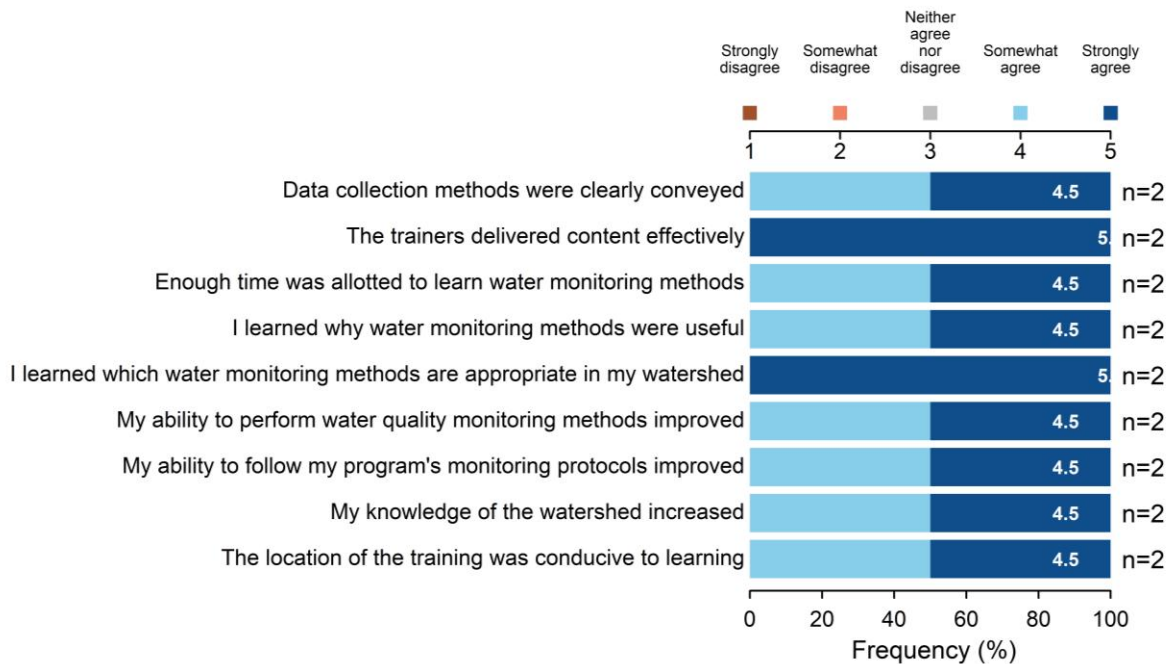 Strongly disagree
Somewhat disagree
Neither agree nor disagree
Somewhat agree
Strongly agree
1 2 3 4 5
Data collection methods were clearly conveyed 4.5 n=2
The trainers delivered content effectively 5. n=2
Enough time was allotted to learn water monitoring methods 4.5 n=2
I learned why water monitoring methods were useful 4.5 n=2
I learned which water monitoring methods are appropriate in my watershed 5. n=2
My ability to perform water quality monitoring methods improved 4.5 n=2
My ability to follow my program's monitoring protocols improved 4.5 n=2
My knowledge of the watershed increased 4.5 n=2
The location of the training was conducive to learning 4.5 n=2
0 20 40 60 80 100
Frequency (%)